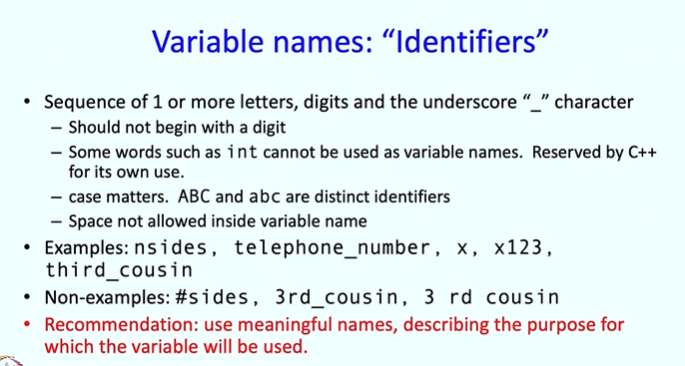 Variable names: “Identifiers”
• Sequence of 1 or more letters, digits and the underscore “_” character
– Should not begin with a digit
– Some words such as int cannot be used as variable names. Reserved by C++
for its own use.
– case matters. ABC and abc are distinct identifiers
– Space not allowed inside variable name
• Examples: nsides, telephone_number, x, x123,
third_cousin
• Non-examples: #sides, 3rd_cousin, 3 rd cousin
• Recommendation: use meaningful names, describing the purpose for
which the variable will be used.